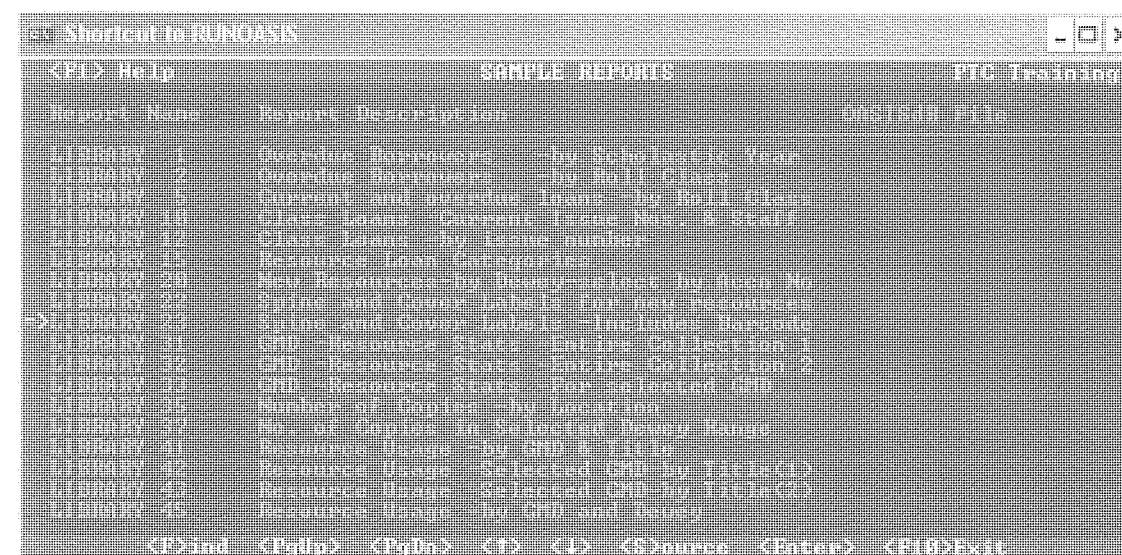 Shortcut to RUNOASIS
<F1> Help SAMPLE REPORTS PTC Training
Report Name Report Description OASIS4W File
LIBRARY 1 Overdue Borrowers -by Scholastic Year
LIBRARY 2 Overdue Borrowers -by Roll Class
LIBRARY 5 Current and overdue loans -by Roll Class
LIBRARY 10 Class Loans -Current Issue Nos. & Staff
LIBRARY 12 Class Loans -by issue number
LIBRARY Resource Loan Categories
LIBRARY 20 New Resources-by Dewey-select by Accn No
LIBRARY 22 Spine and Cover Labels for new resources
=>LIBRARY 23 Spine and Cover Labels -Includes Barcode
LIBRARY 31 GMD -Resource Stats -Entire Collection 1
LIBRARY 32 GMD -Resource Stats -Entire Collection 2
LIBRARY 33 GMD -Resource Stats -For selected GMD
LIBRARY 35 Number of Copies -by Location
LIBRARY 37 No. of Copies in Selected Dewey Range
LIBRARY 41 Resource Usage -by GMD & Title
LIBRARY 42 Resource Usage -Selected GMD by Title(1)
LIBRARY 43 Resource Usage -Selected GMD by Title(2)
LIBRARY 45 Resource Usage -by GMD and Dewey
<F>ind <PgUp> <PgDn> <↑> <↓> <S>ource <Enter> <F10>Exit